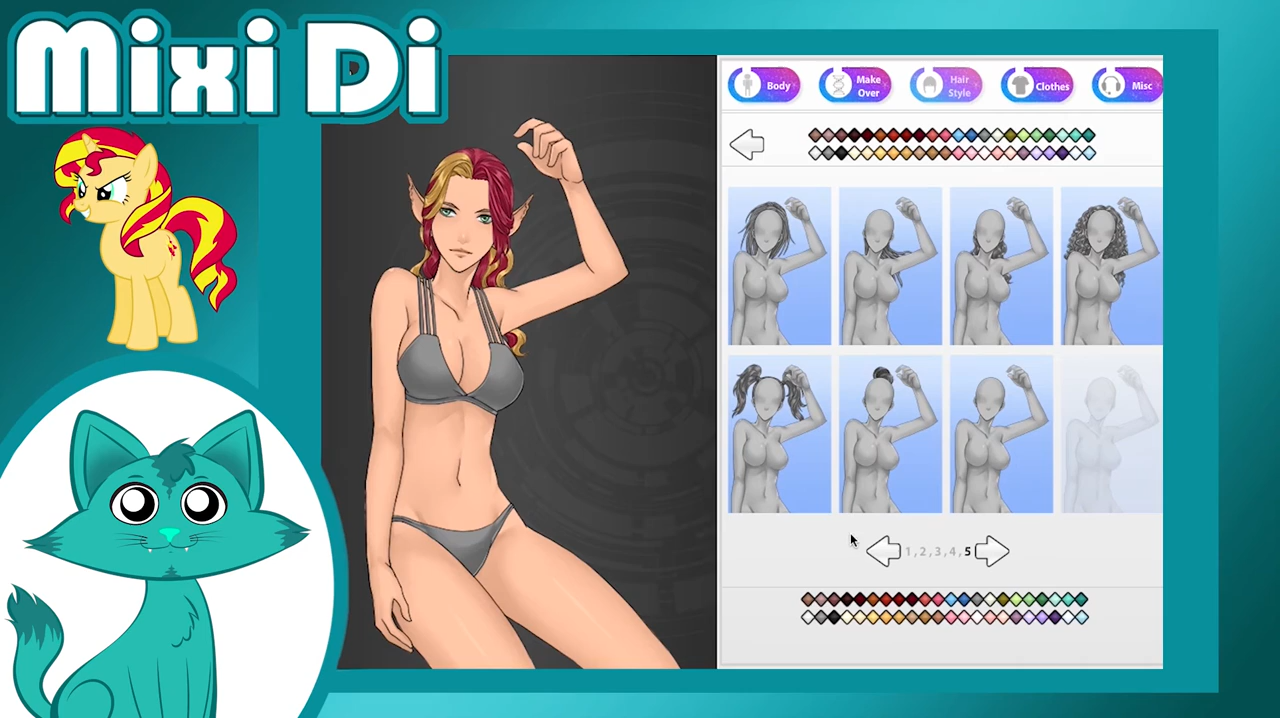 Mixi Di
Body
Make
Over
Hair
Style
Clothes
Misc
1,2,3,4,5